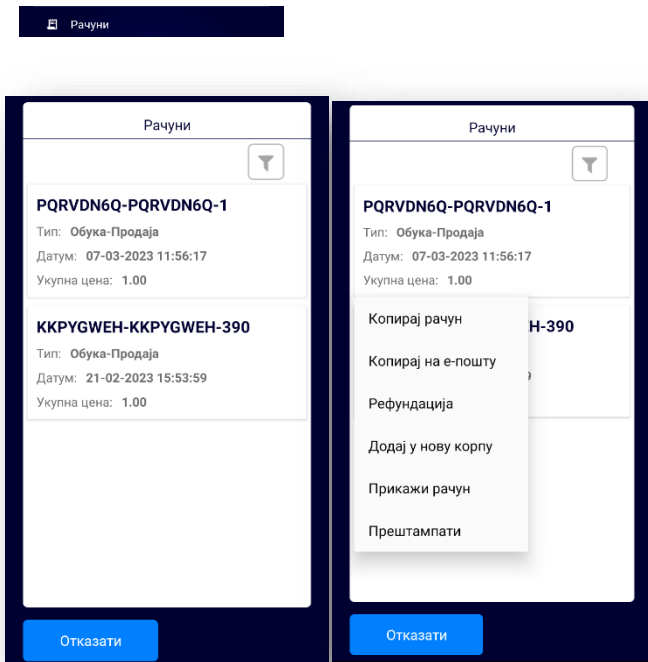 Рачуни
Рачуни
PQRVDN6Q-PQRVDN6Q-1
Тип: Обука-Продаја
Датум: 07-03-2023 11:56:17
Укупна цена: 1.00
KKPYGWEH-KKPYGWEH-390
Тип: Обука-Продаја
Датум: 21-02-2023 15:53:59
Укупна цена: 1.00
Отказати
Рачуни
PQRVDN6Q-PQRVDN6Q-1
Тип: Обука-Продаја
Датум: 07-03-2023 11:56:17
Укупна цена: 1.00
H-390
9
Копирај рачун
Копирај на е-пошту
Рефундација
Додај у нову корпу
Прикажи рачун
Прештампати
Отказати